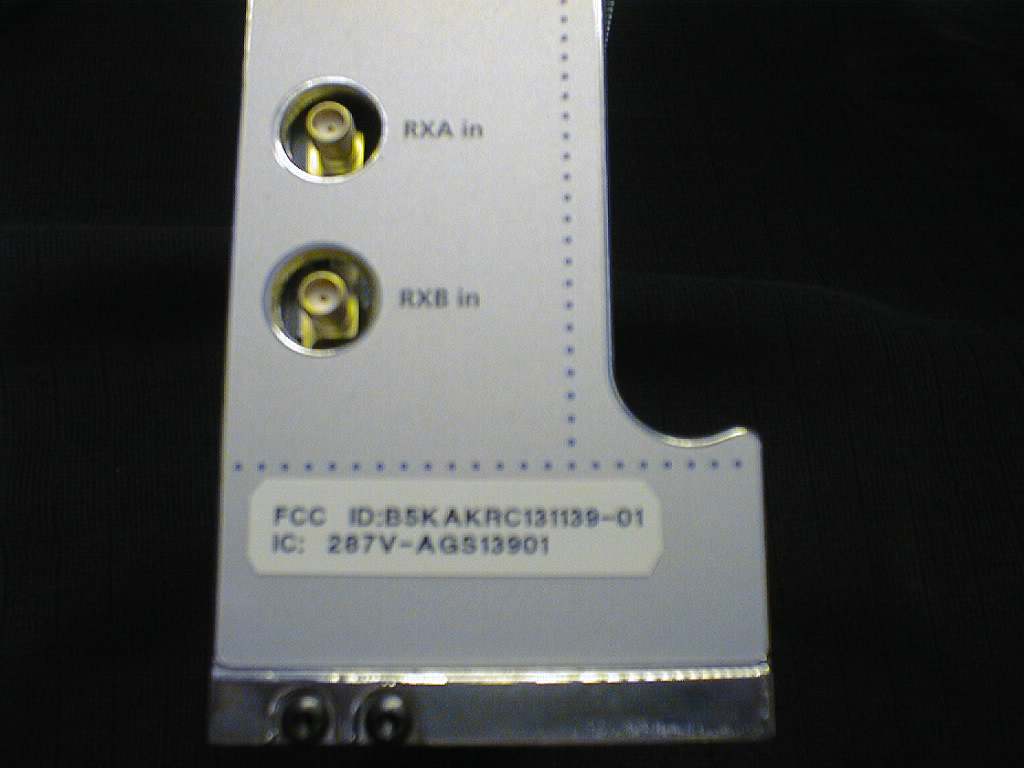 RXA in
RXB in
FCC ID:B5KAKRC131139-01
IC: 287V-AGS13901